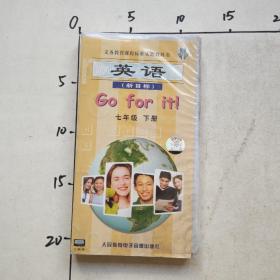 0 5 10 15
义务教育课程标准实验教科书
英语
(新目标)
Go for it!
七年级 下册
5
10
15
20
人民教育电子音像出版社